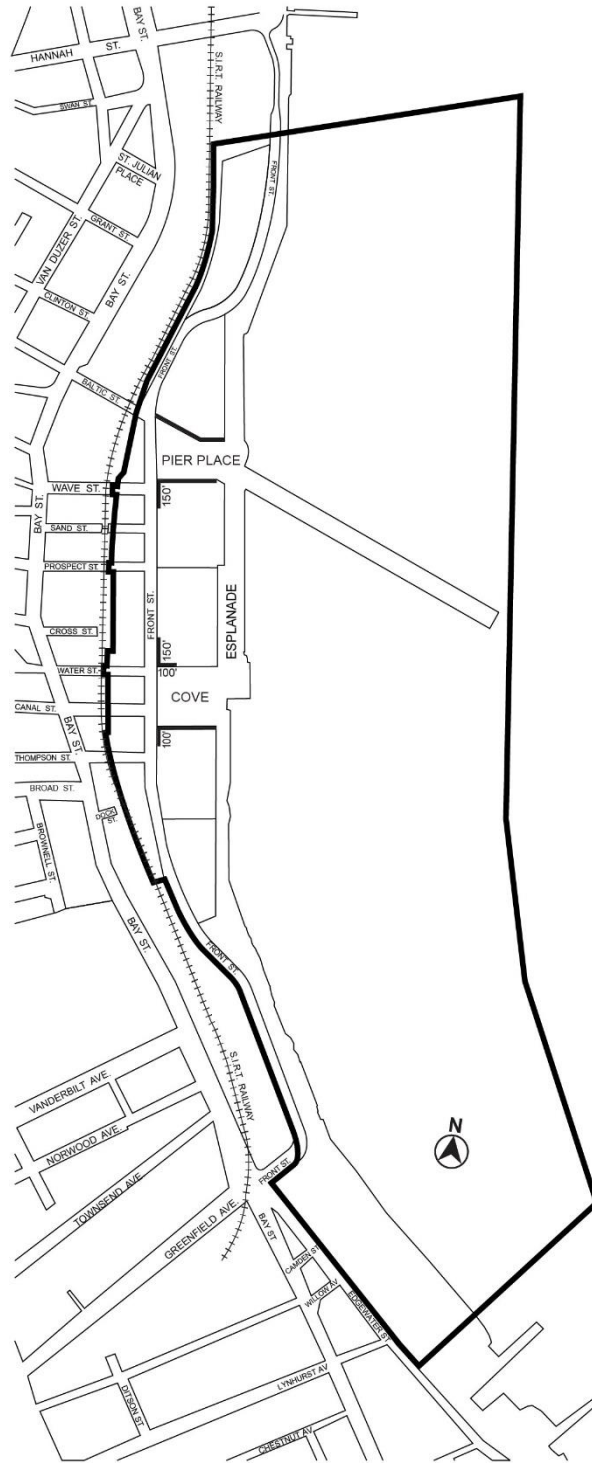 HANNAH ST.
BAY ST.
BAY ST.
SWAN ST.
S.I.R.T. RAILWAY
ST. JULIAN
PLACE
FRONT ST.
GRANT ST.
VAN DUZER ST.
BAY ST.
CLINTON ST.
FRONT ST.
BALTIC ST.
PIER PLACE
WAVE ST.
150'
BAY ST.
SAND ST.
PROSPECT ST.
FRONT ST.
ESPLANADE
CROSS ST.
150'
WATER ST.
100'
COVE
CANAL ST.
BAY ST.
100'
THOMPSON ST.
BROAD ST.
DOCK
ST.
BROWNELL ST.
BAY ST.
FRONT ST.
S.I.R.T. RAILWAY
VANDERBILT AVE.
N
NORWOOD AVE.
FRONT ST.
TOWNSEND AVE.
GREENFIELD AVE.
BAY ST
CAMDEN ST
WILLOW AV
EDGEWATER ST
LYNHURST AV
DITSON ST
CHESTNUT AV